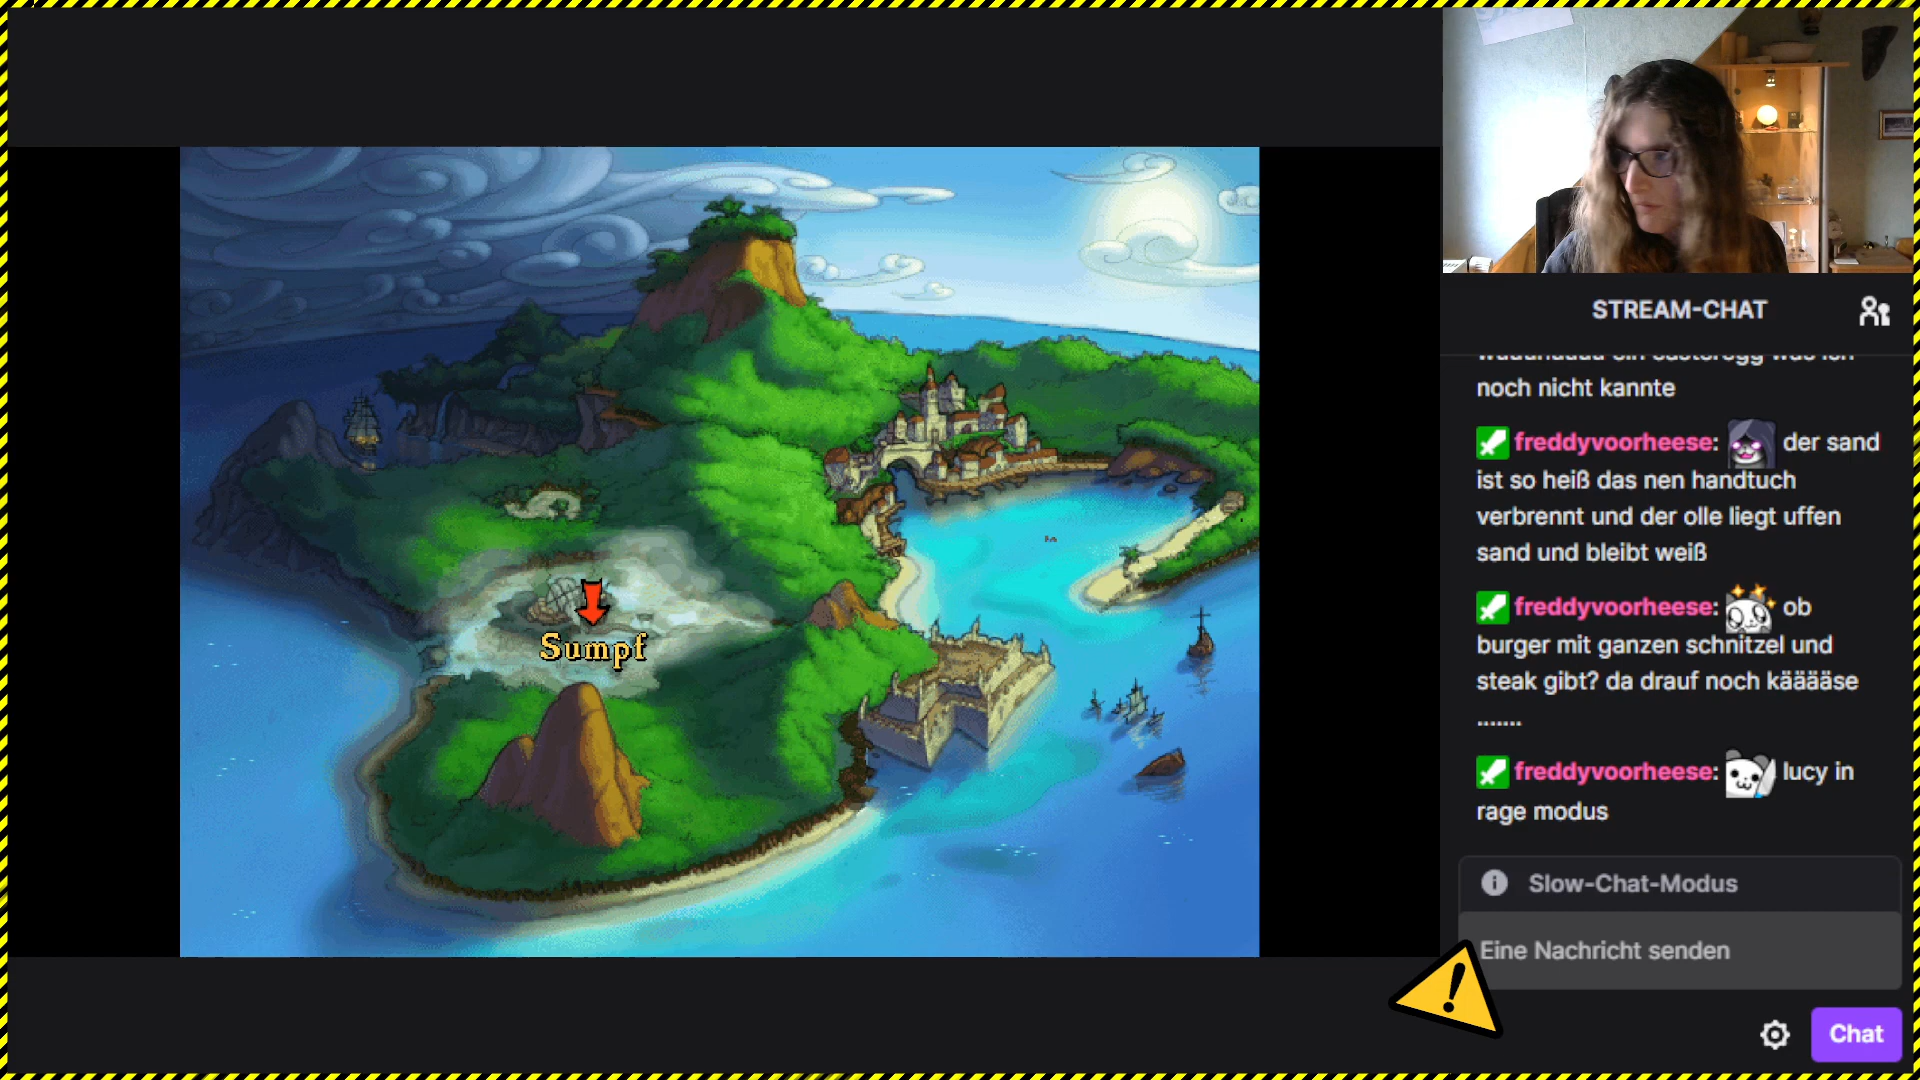 STREAM-CHAT
noch nicht kannte
freddyvoorheese: der sand
ist so heiß das nen handtuch
verbrennt und der olle liegt uffen
sand und bleibt weiß
freddyvoorheese: ob
burger mit ganzen schnitzel und
steak gibt? da drauf noch kääääse
.......
freddyvoorheese: lucy in
rage modus
Slow-Chat-Modus
Eine Nachricht senden
Chat
Sumpf